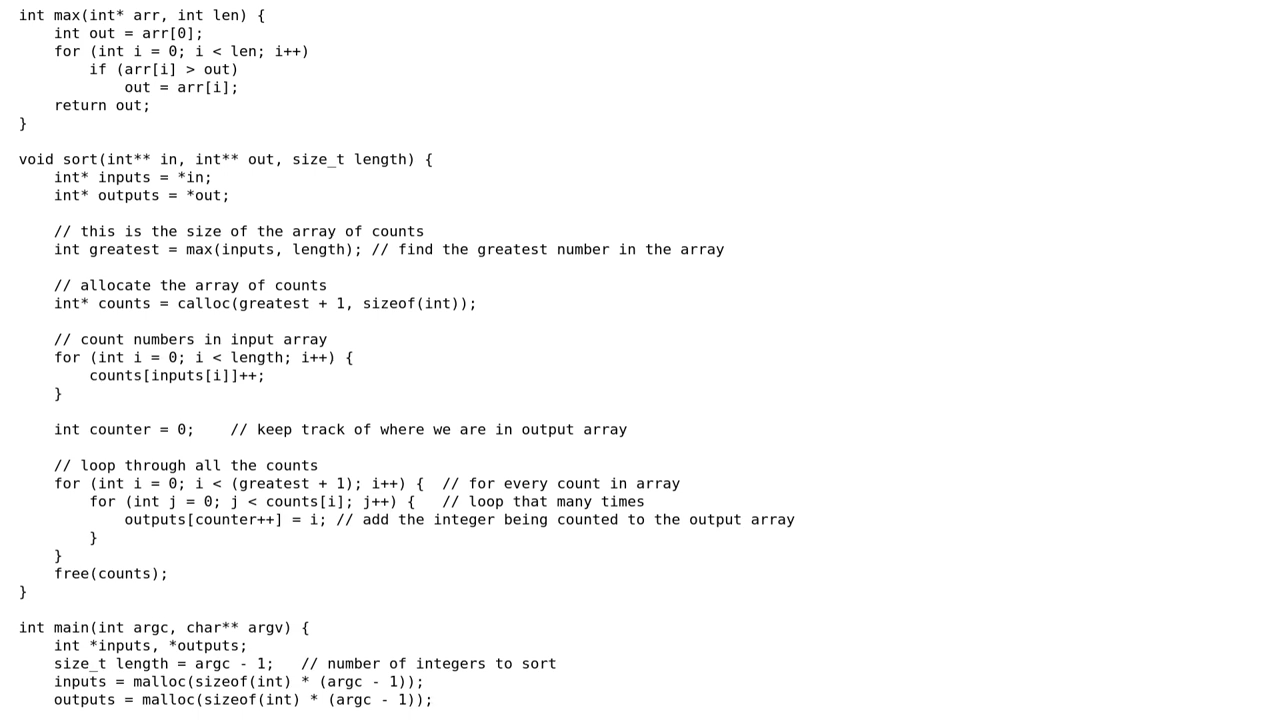 int max(int* arr, int len) {
    int out = arr[0];
    for (int i = 0; i < len; i++)
        if (arr[i] > out)
            out = arr[i];
    return out;
}

void sort(int** in, int** out, size_t length) {
    int* inputs = *in;
    int* outputs = *out;

    // this is the size of the array of counts
    int greatest = max(inputs, length); // find the greatest number in the array

    // allocate the array of counts
    int* counts = calloc(greatest + 1, sizeof(int));

    // count numbers in input array
    for (int i = 0; i < length; i++) {
        counts[inputs[i]]++;
    }

    int counter = 0;    // keep track of where we are in output array

    // loop through all the counts
    for (int i = 0; i < (greatest + 1); i++) {  // for every count in array
        for (int j = 0; j < counts[i]; j++) {   // loop that many times
            outputs[counter++] = i; // add the integer being counted to the output array
        }
    }
    free(counts);
}

int main(int argc, char** argv) {
    int *inputs, *outputs;
    size_t length = argc - 1;   // number of integers to sort
    inputs = malloc(sizeof(int) * (argc - 1));
    outputs = malloc(sizeof(int) * (argc - 1));